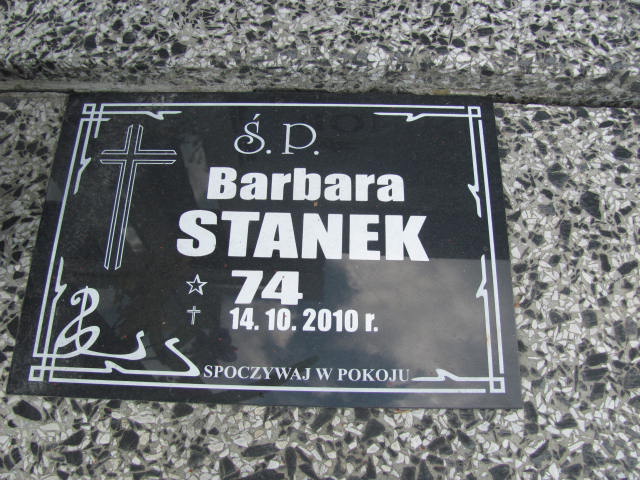 Ś. P.
Barbara
STANEK
☆ 74
† 14. 10. 2010 r.
SPOCZYWAJ W POKOJU